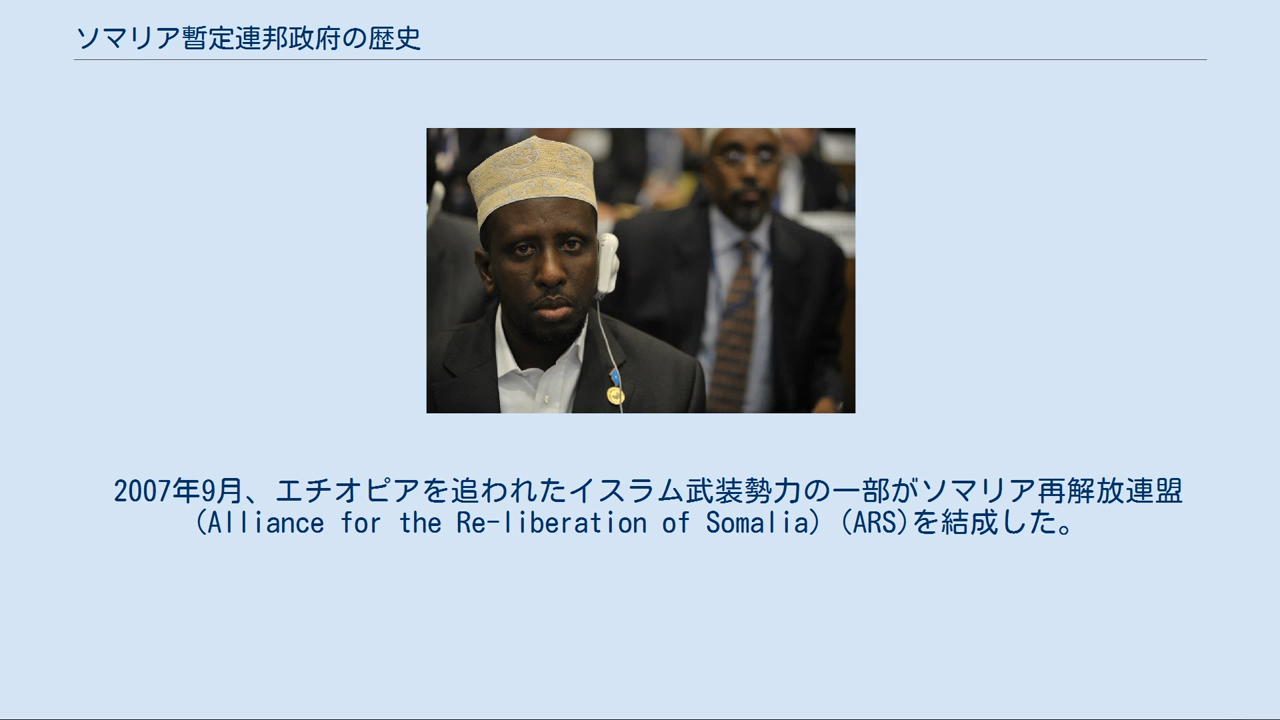 ソマリア暫定連邦政府の歴史
2007年9月、エチオピアを追われたイスラム武装勢力の一部がソマリア再解放連盟
(Alliance for the Re-liberation of Somalia) (ARS)を結成した。